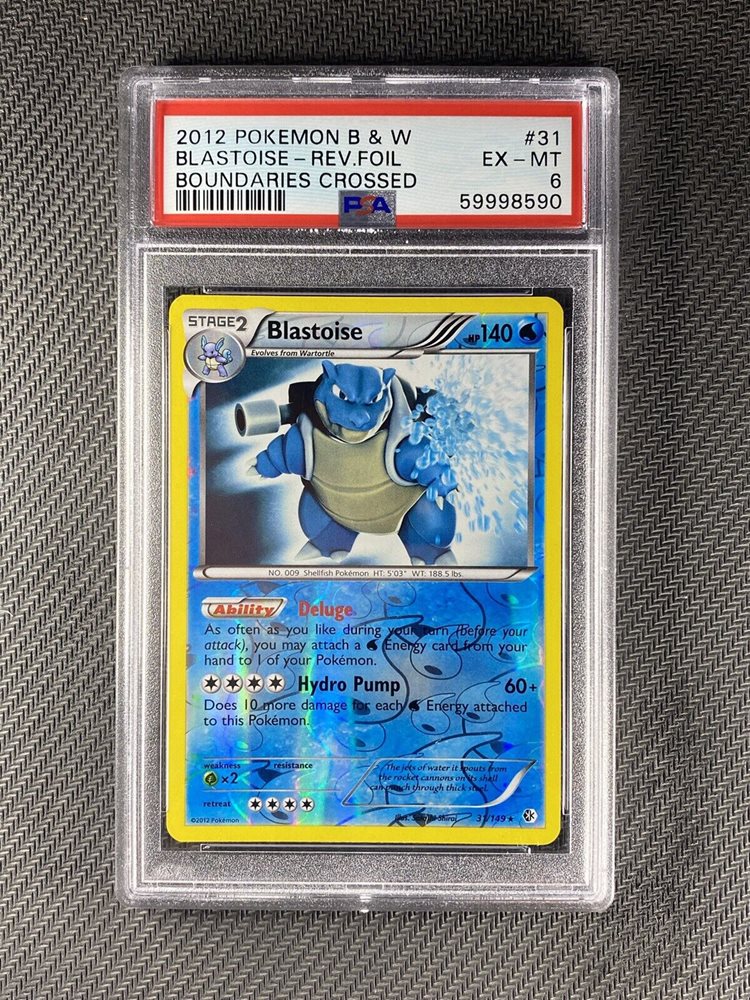 2012 POKEMON B & W #31
BLASTOISE - REV.FOIL EX - MT
BOUNDARIES CROSSED 6
PSA 59998590
STAGE2 Blastoise HP140
Evolves from Wartortle
NO. 009 Shellfish Pokémon HT: 5'03" WT: 188.5 lbs.
Ability Deluge
As often as you like during your turn (before your
attack), you may attach a Energy card from your
hand to 1 of your Pokémon.
Hydro Pump 60+
Does 10 more damage for each Energy attached
to this Pokémon.
weakness resistance
×2
retreat
The jets of water it spouts from
the rocket cannons on its shell
can punch through thick steel.
©2012 Pokémon Illus. Satoshi Shirai 31/149 ★